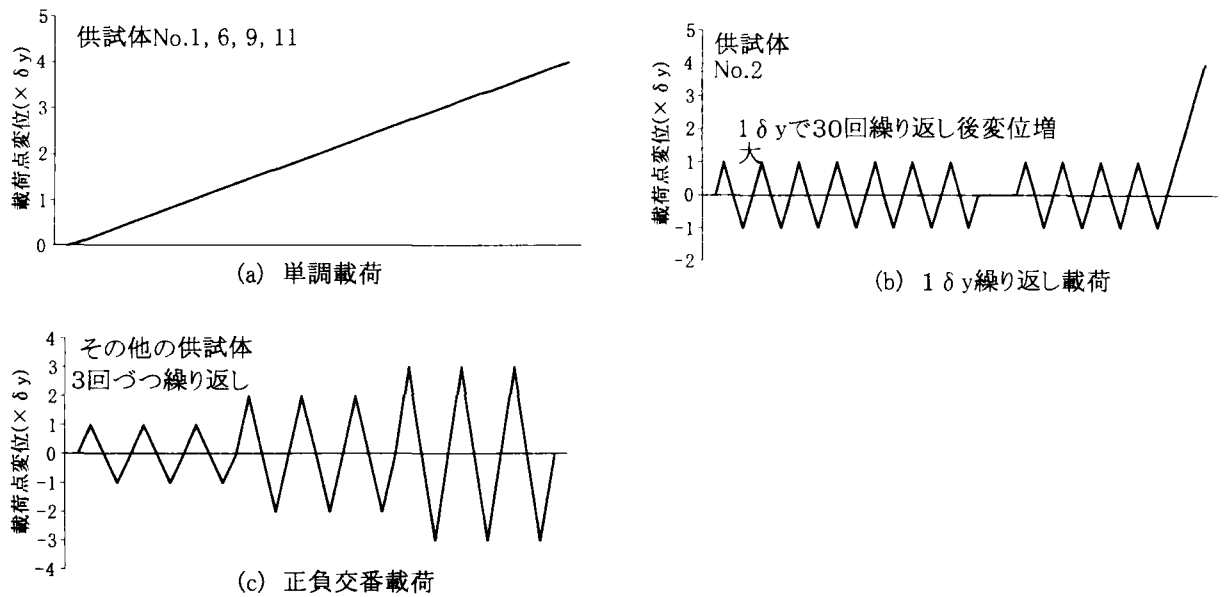 供試体No.1, 6, 9, 11
載荷点変位(×δy)
5
4
3
2
1
0
(a) 単調載荷
供試体
No.2
1δyで30回繰り返し後変位増
大
載荷点変位(×δy)
5
4
3
2
1
0
-1
-2
(b) 1δy繰り返し載荷
その他の供試体
3回づつ繰り返し
載荷点変位(×δy)
4
3
2
1
0
-1
-2
-3
-4
(c) 正負交番載荷